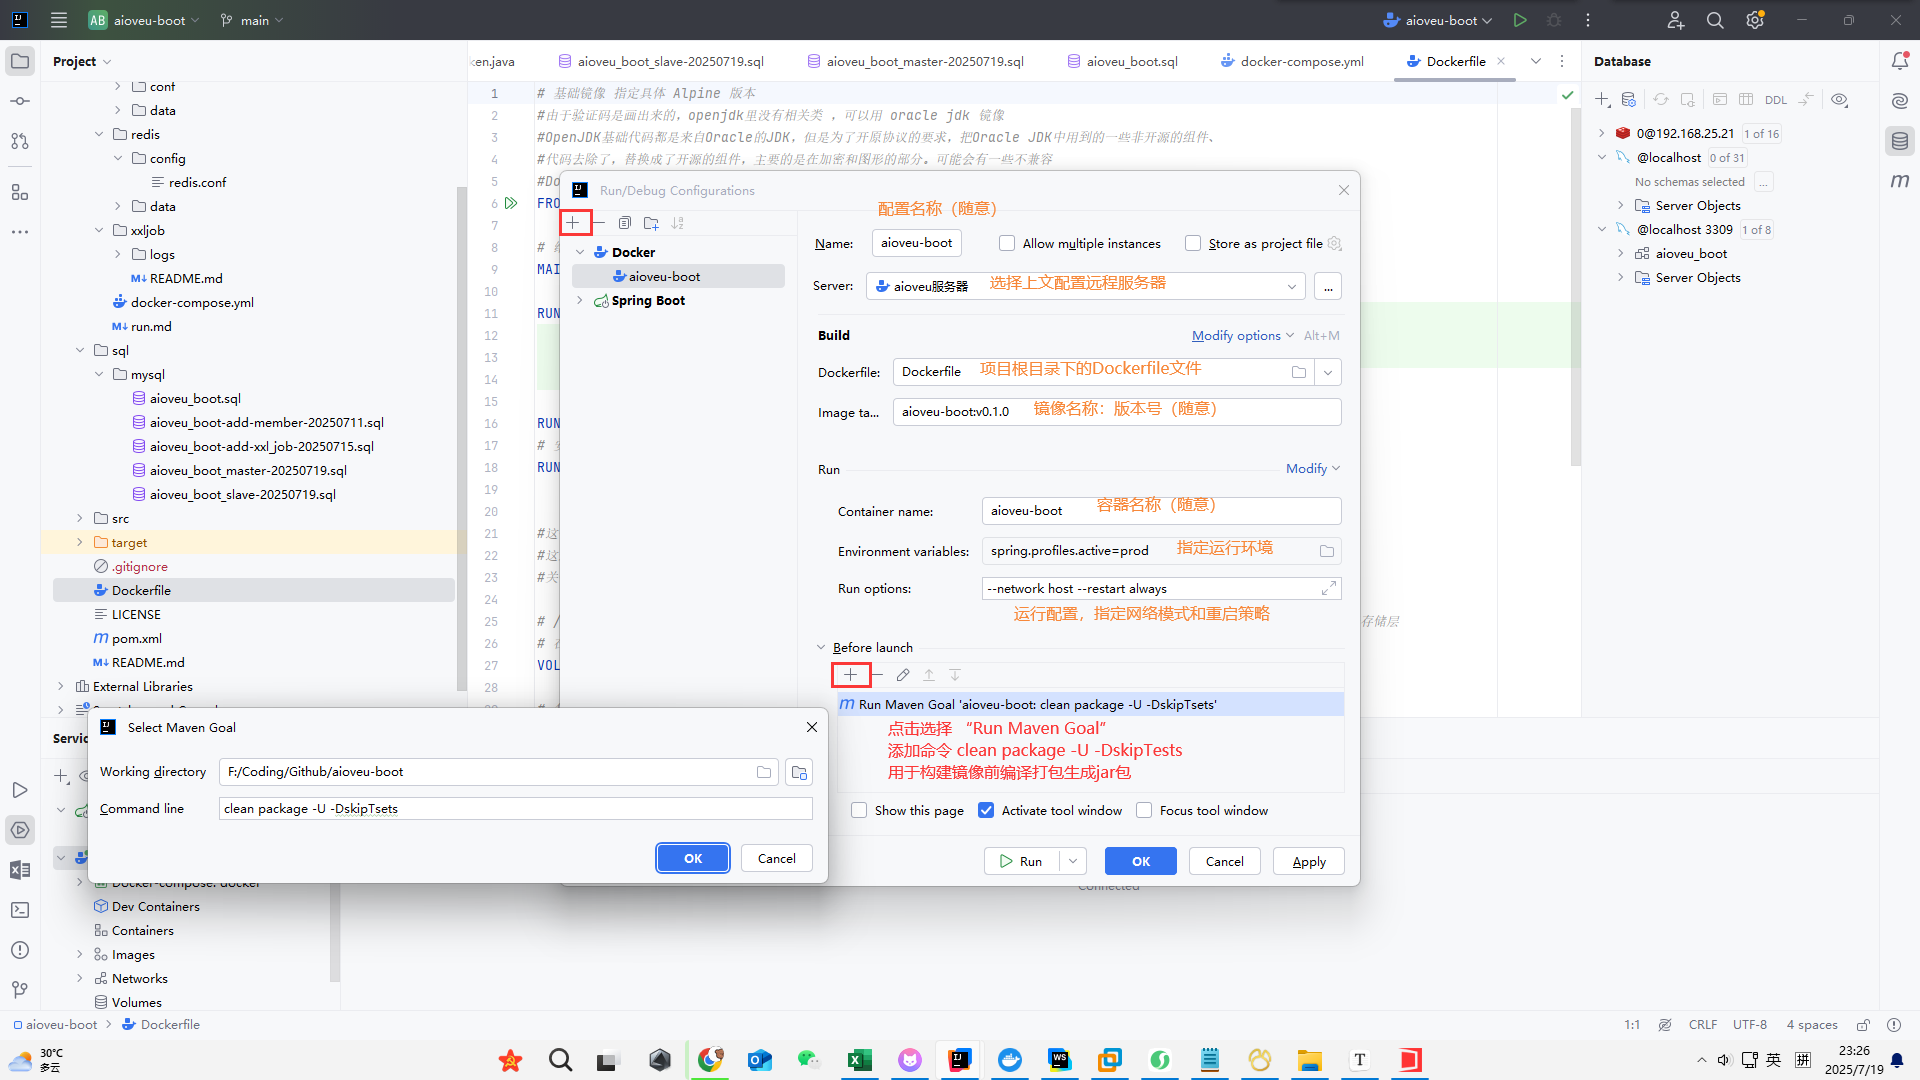 AB aioveu-boot main aioveu-boot
Project
ken.java aioveu_boot_slave-20250719.sql aioveu_boot_master-20250719.sql aioveu_boot.sql docker-compose.yml Dockerfile
Database
conf
data
redis
config
redis.conf
data
xxljob
logs
README.md
docker-compose.yml
run.md
sql
mysql
aioveu_boot.sql
aioveu_boot-add-member-20250711.sql
aioveu_boot-add-xxl_job-20250715.sql
aioveu_boot_master-20250719.sql
aioveu_boot_slave-20250719.sql
src
target
.gitignore
Dockerfile
LICENSE
pom.xml
README.md
External Libraries
1 # 基础镜像 指定具体 Alpine 版本
2 #由于验证码是画出来的，openjdk里没有相关类 ，可以用 oracle jdk 镜像
3 #OpenJDK基础代码都是来自Oracle的JDK，但是为了开原协议的要求，把Oracle JDK中用到的一些非开源的组件、
4 #代码去除了，替换成了开源的组件，主要的是在加密和图形的部分。可能会有一些不兼容
5 #Do
6 FRO
7
8 #
9 MAI
10
11 RUN
12
13
14
15
16 RUN
17 #
18 RUN
19
20
21 #这
22 #这
23 #关
24
25 # / 存储层
26 #
27 VOL
28
DDL
0@192.168.25.21 1 of 16
@localhost 0 of 31
No schemas selected ...
Server Objects
@localhost 3309 1 of 8
aioveu_boot
Server Objects
Run/Debug Configurations
Docker
aioveu-boot
Spring Boot
配置名称（随意）
Name: aioveu-boot Allow multiple instances Store as project file
Server: aioveu服务器 选择上文配置远程服务器 ...
Build Modify options Alt+M
Dockerfile: Dockerfile 项目根目录下的Dockerfile文件
Image ta... aioveu-boot:v0.1.0 镜像名称：版本号（随意）
Run Modify
Container name: aioveu-boot 容器名称（随意）
Environment variables: spring.profiles.active=prod 指定运行环境
Run options: --network host --restart always
运行配置，指定网络模式和重启策略
Before launch
Run Maven Goal 'aioveu-boot: clean package -U -DskipTsets'
点击选择 “Run Maven Goal”
添加命令 clean package -U -DskipTests
用于构建镜像前编译打包生成jar包
Show this page Activate tool window Focus tool window
Run OK Cancel Apply
Connected
Servic
Select Maven Goal
Working directory F:/Coding/Github/aioveu-boot
Command line clean package -U -DskipTsets
OK Cancel
Docker-compose: docker
Dev Containers
Containers
Images
Networks
Volumes
aioveu-boot Dockerfile
1:1 CRLF UTF-8 4 spaces
30°C
多云
英 拼
23:26
2025/7/19